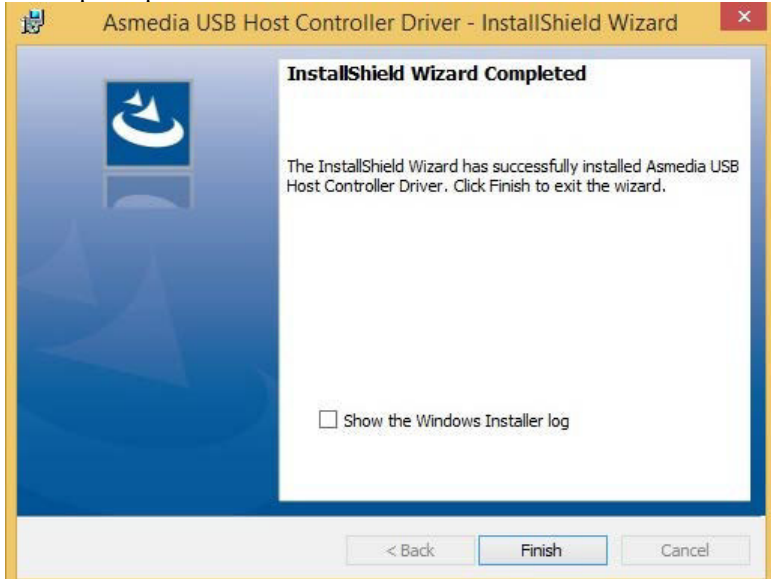 Asmedia USB Host Controller Driver - InstallShield Wizard
InstallShield Wizard Completed
The InstallShield Wizard has successfully installed Asmedia USB
Host Controller Driver. Click Finish to exit the wizard.
Show the Windows Installer log
< Back
Finish
Cancel